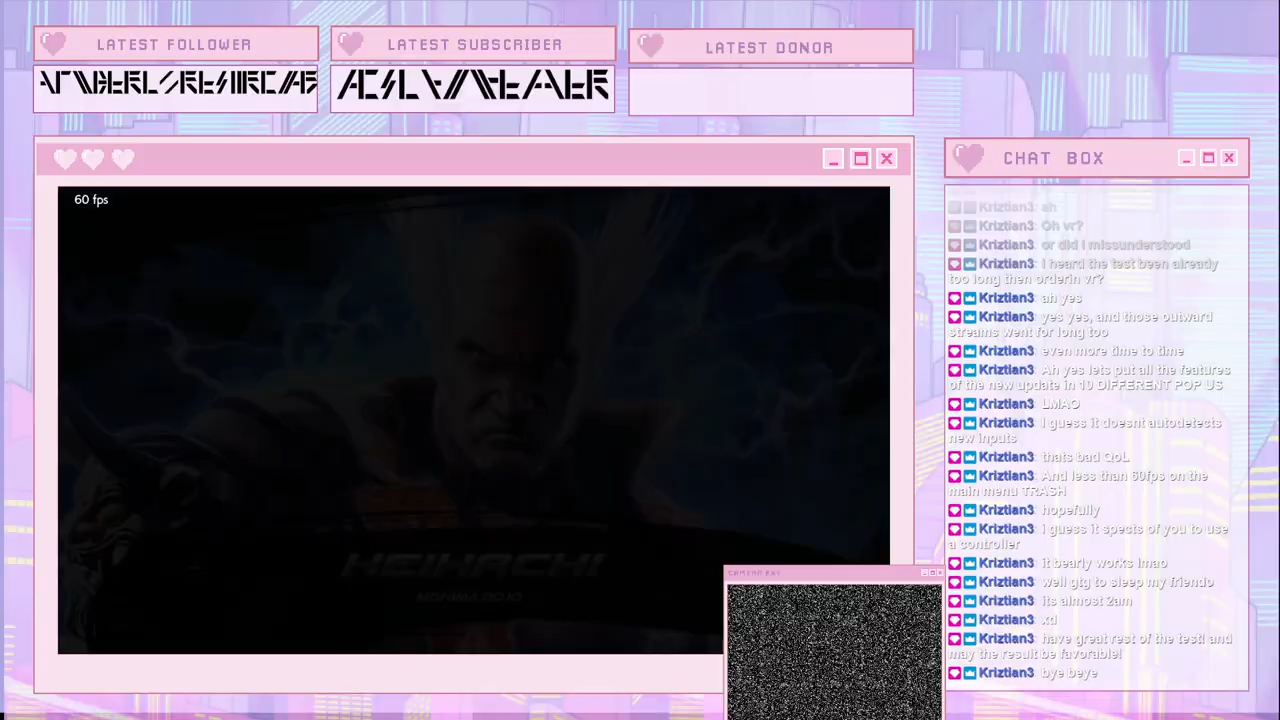 LATEST FOLLOWER
LATEST SUBSCRIBER
LATEST DONOR
CHAT BOX
60 fps
HEIHACHI
MISHIMA DOJO
Kriztian3: ah
Kriztian3: Oh vr?
Kriztian3: or did I missunderstood
Kriztian3: I heard the test been already
too long then orderin vr?
Kriztian3: ah yes
Kriztian3: yes yes, and those outward
streams went for long too
Kriztian3: even more time to time
Kriztian3: Ah yes lets put all the features
of the new update in 10 DIFFERENT POP US
Kriztian3: LMAO
Kriztian3: I guess it doesnt autodetects
new inputs
Kriztian3: thats bad QoL
Kriztian3: And less than 60fps on the
main menu TRASH
Kriztian3: hopefully
Kriztian3: i guess it spects of you to use
a controller
Kriztian3: it bearly works lmao
Kriztian3: well gtg to sleep my friendo
Kriztian3: its almost 2am
Kriztian3: xd
Kriztian3: have great rest of the test! and
may the result be favorable!
Kriztian3: bye beye